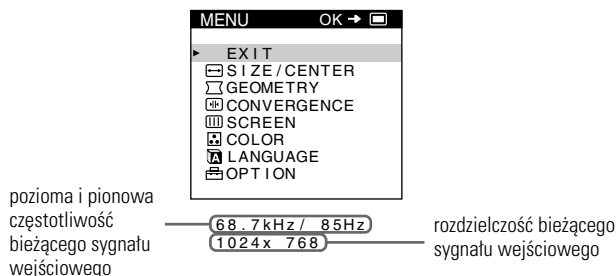 MENU OK
EXIT
SIZE/CENTER
GEOMETRY
CONVERGENCE
SCREEN
COLOR
LANGUAGE
OPTION
pozioma i pionowa
częstotliwość
bieżącego sygnału
wejściowego
68.7kHz/ 85Hz
1024x 768
rozdzielczość bieżącego
sygnału wejściowego